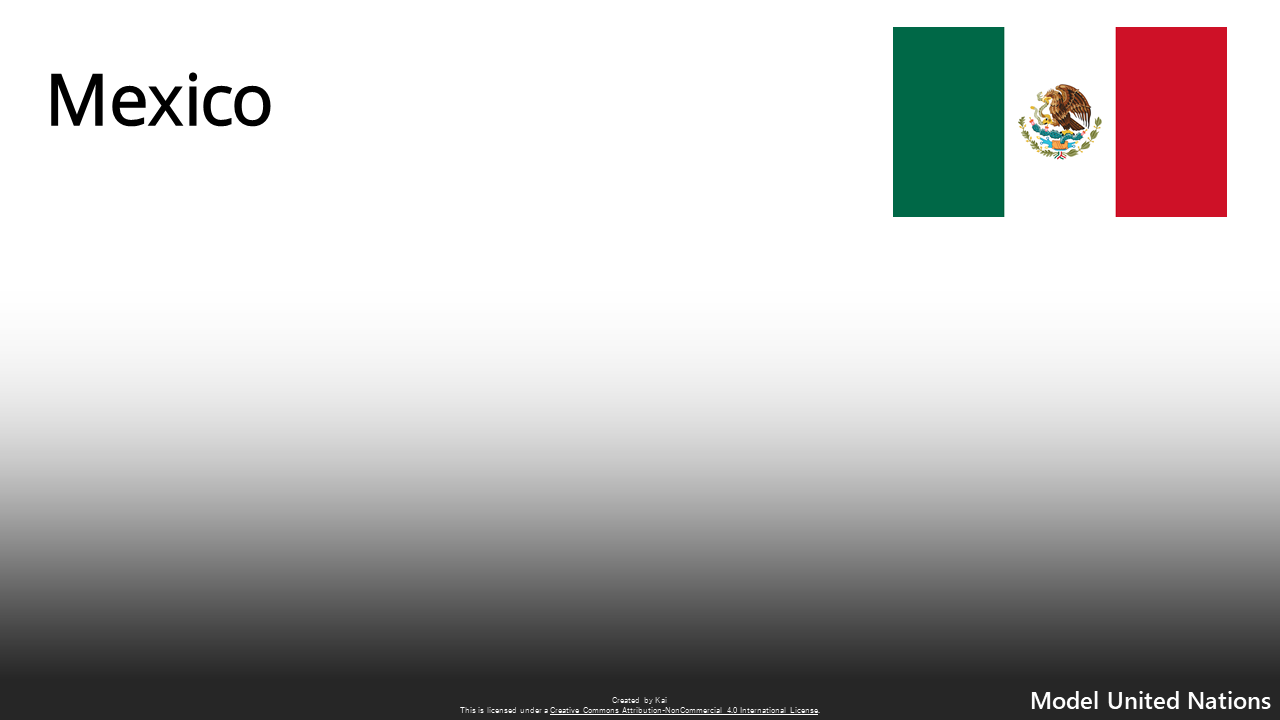 Mexico
Created by Kai
This is licensed under a Creative Commons Attribution-NonCommercial 4.0 International License.
Model United Nations